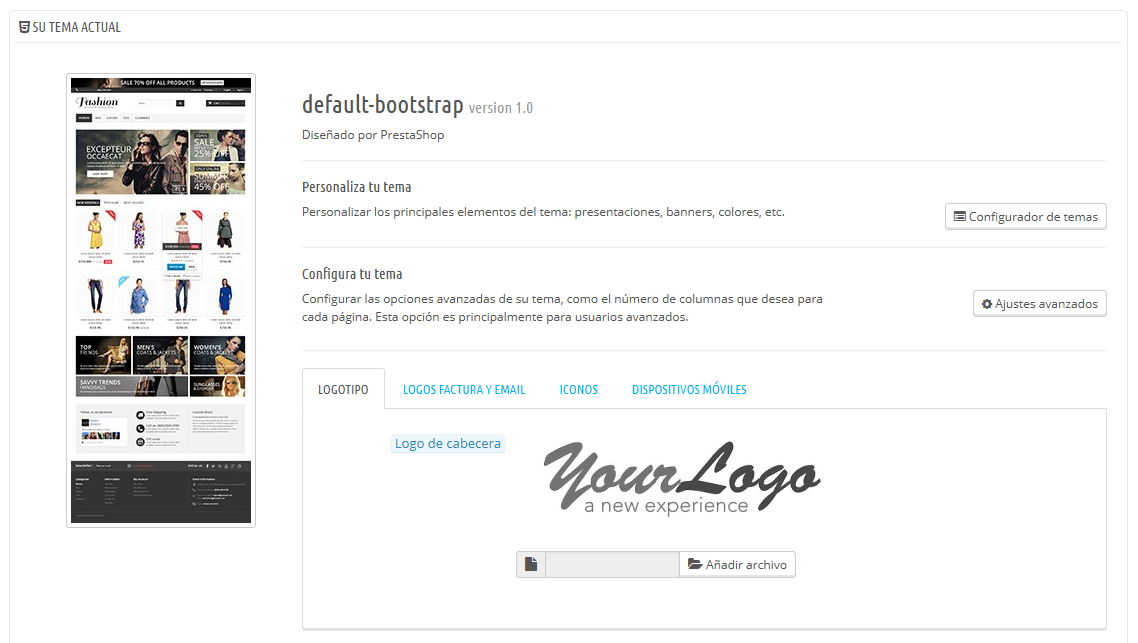 SU TEMA ACTUAL
SALE 70% OFF ALL PRODUCTS
Fashion
EXCEPTEUR
OCCAECAT
SALE
25% OFF
SUMMER
45% OFF
TOP
TRENDS
MEN'S
COATS & JACKETS
WOMEN'S
COATS & JACKETS
SAVVY TRENDS
HANDBAGS
SUNGLASSES
default-bootstrap version 1.0
Diseñado por PrestaShop
Personaliza tu tema
Personalizar los principales elementos del tema: presentaciones, banners, colores, etc.
Configurador de temas
Configura tu tema
Configurar las opciones avanzadas de su tema, como el número de columnas que desea para
cada página. Esta opción es principalmente para usuarios avanzados.
Ajustes avanzados
LOGOTIPO LOGOS FACTURA Y EMAIL ICONOS DISPOSITIVOS MÓVILES
Logo de cabecera
YourLogo
a new experience
Añadir archivo